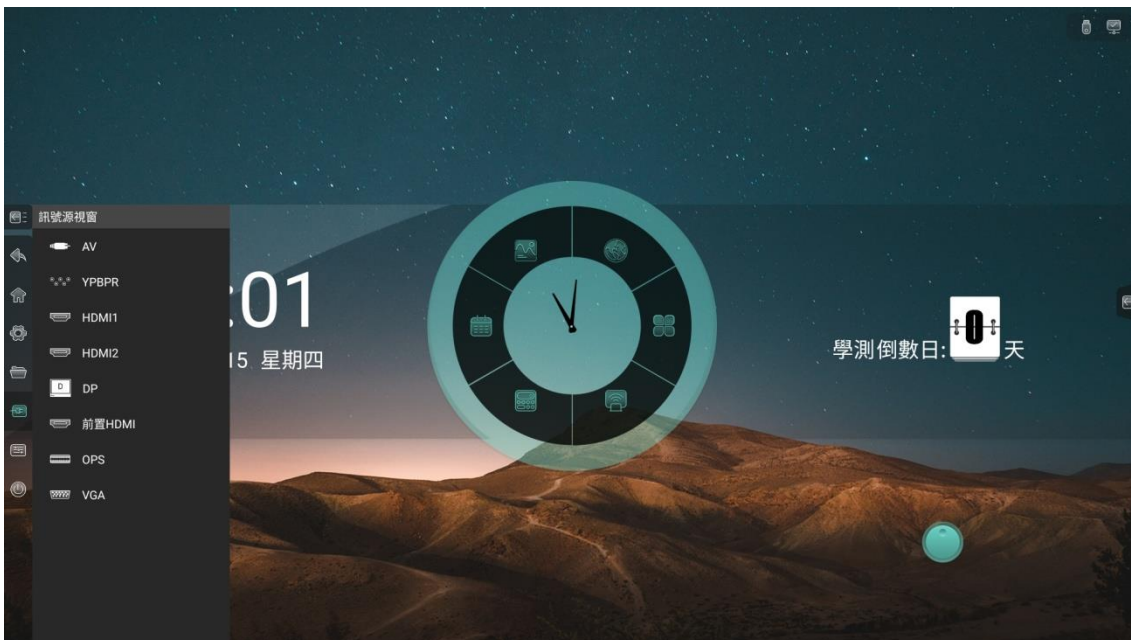 訊號源視窗
AV
YPBPR
HDMI1
HDMI2
D DP
前置HDMI
OPS
VGA
:01
15 星期四
學測倒數日: 0 天